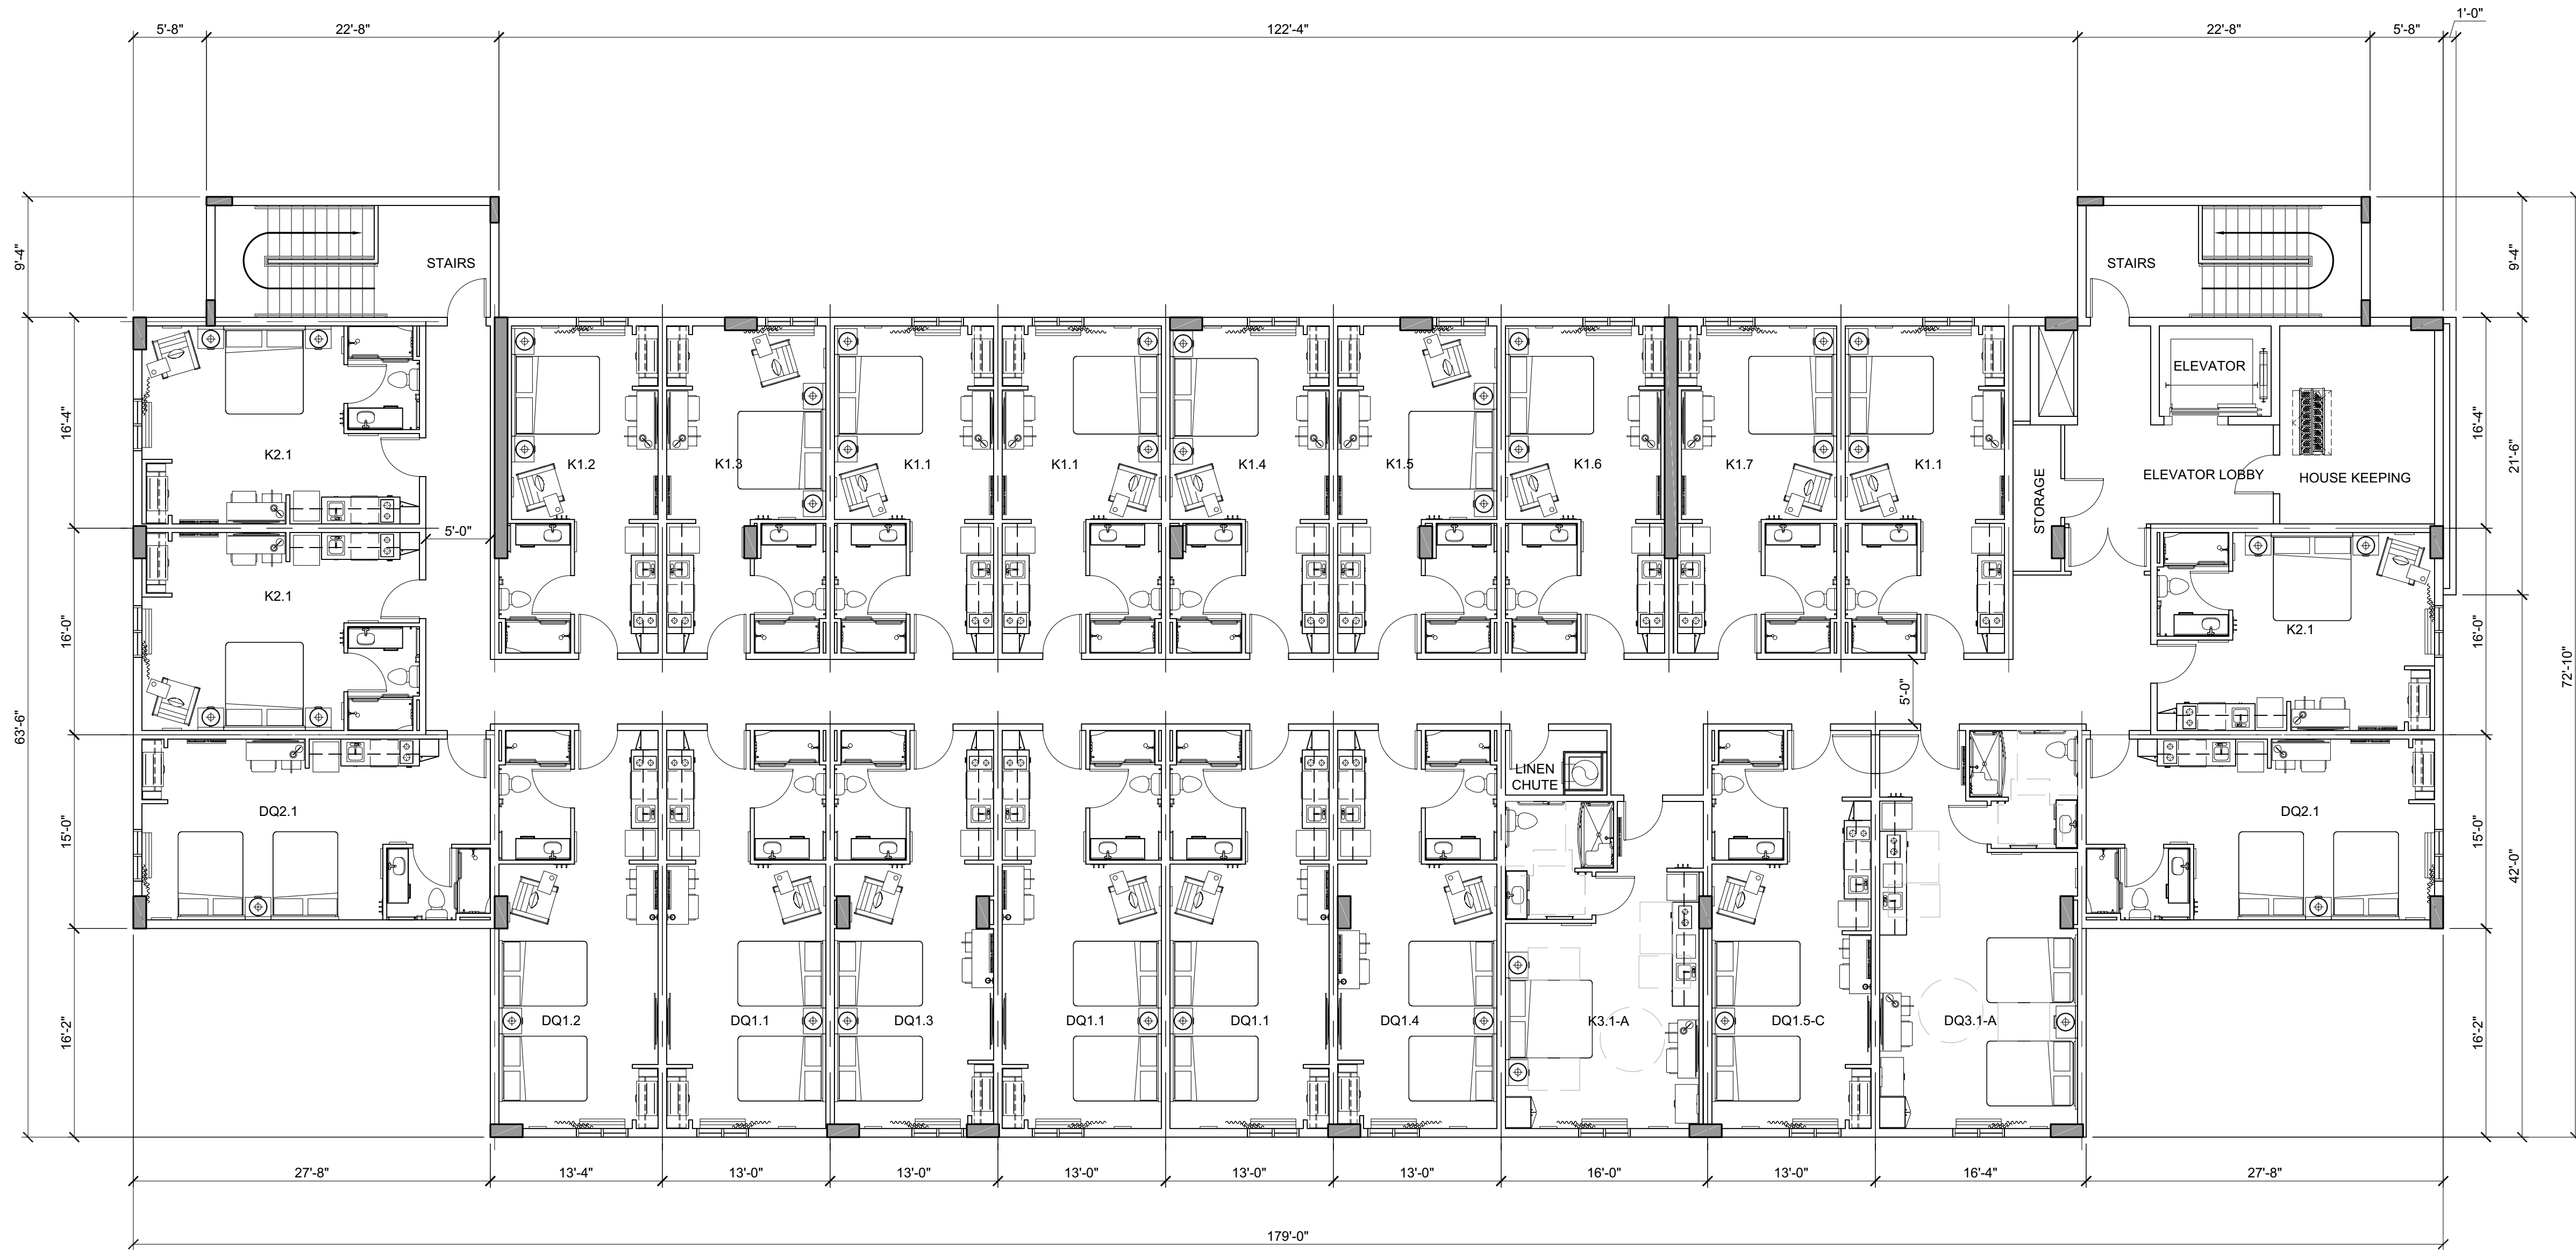 1'-0"
5'-8"
22'-8"
122'-4"
22'-8"
5'-8"
9'-4"
STAIRS
STAIRS
9'-4"
16'-4"
K2.1
K1.2
K1.3
K1.1
K1.1
K1.4
K1.5
K1.6
K1.7
K1.1
STORAGE
ELEVATOR
ELEVATOR LOBBY
HOUSE KEEPING
16'-4"
21'-6"
5'-0"
16'-0"
K2.1
K2.1
16'-0"
63'-6"
5'-0"
72'-10"
15'-0"
DQ2.1
LINEN
CHUTE
DQ2.1
15'-0"
42'-0"
16'-2"
DQ1.2
DQ1.1
DQ1.3
DQ1.1
DQ1.1
DQ1.4
K3.1-A
DQ1.5-C
DQ3.1-A
16'-2"
27'-8"
13'-4"
13'-0"
13'-0"
13'-0"
13'-0"
13'-0"
16'-0"
13'-0"
16'-4"
27'-8"
179'-0"